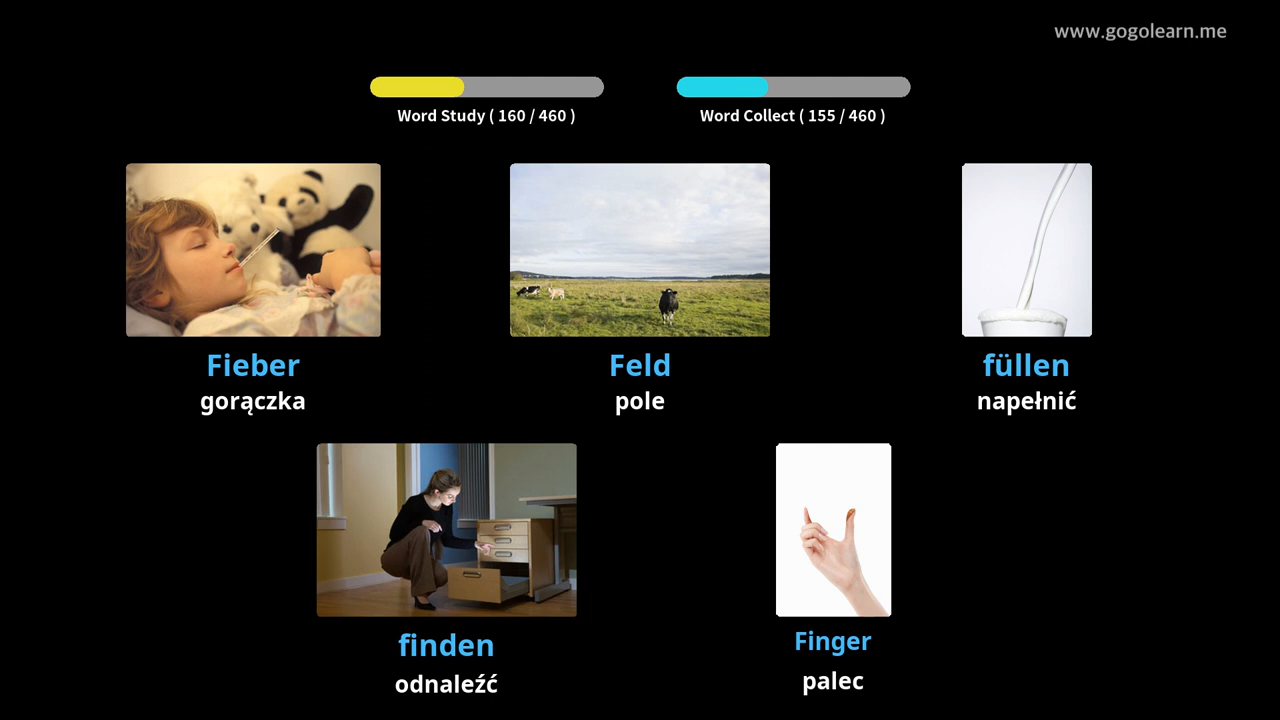 www.gogolearn.me
Word Study ( 160 / 460 )
Word Collect ( 155 / 460 )
Fieber
gorączka
Feld
pole
füllen
napełnić
finden
odnaleźć
Finger
palec